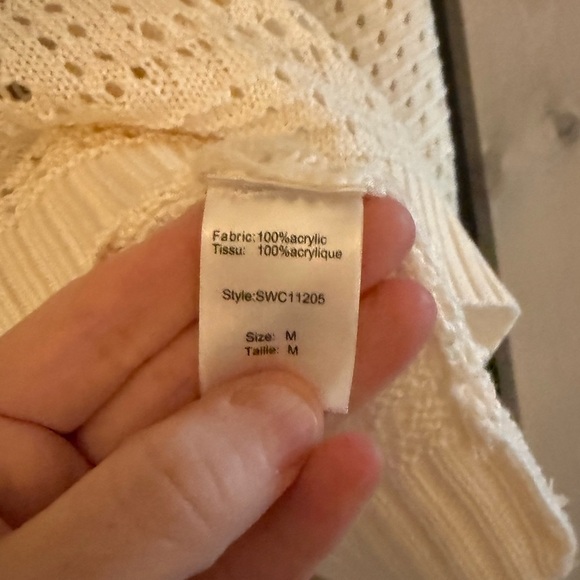 Fabric:100%acrylic
Tissu: 100%acrylique
Style:SWC11205
Size: M
Taille: M